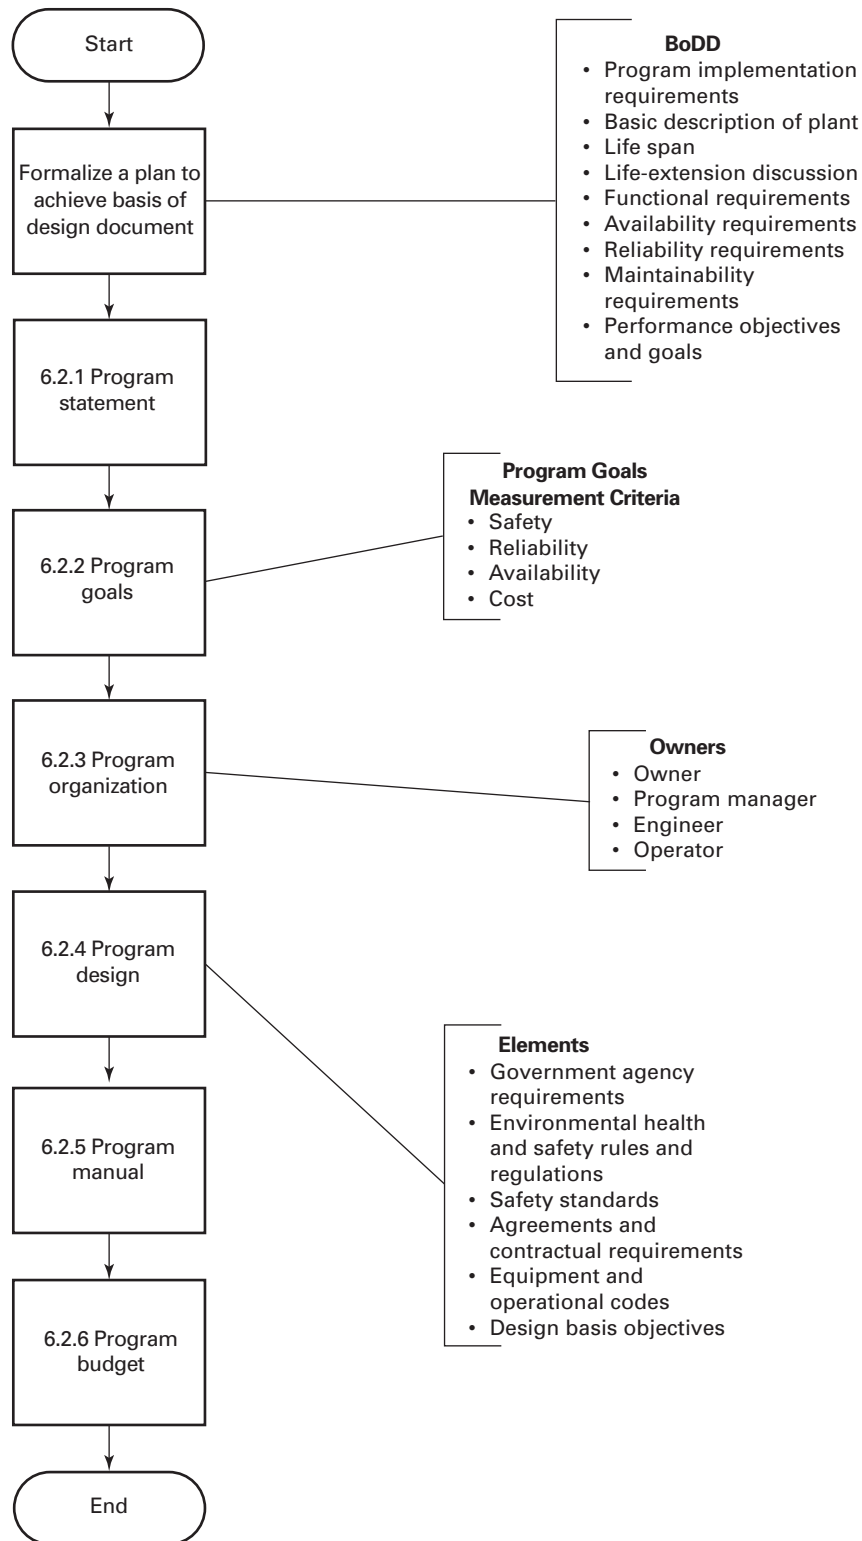 Start
Formalize a plan to
achieve basis of
design document
BoDD
• Program implementation
requirements
• Basic description of plant
• Life span
• Life-extension discussion
• Functional requirements
• Availability requirements
• Reliability requirements
• Maintainability
requirements
• Performance objectives
and goals
6.2.1 Program
statement
6.2.2 Program
goals
Program Goals
Measurement Criteria
• Safety
• Reliability
• Availability
• Cost
6.2.3 Program
organization
Owners
• Owner
• Program manager
• Engineer
• Operator
6.2.4 Program
design
Elements
• Government agency
requirements
• Environmental health
and safety rules and
regulations
• Safety standards
• Agreements and
contractual requirements
• Equipment and
operational codes
• Design basis objectives
6.2.5 Program
manual
6.2.6 Program
budget
End